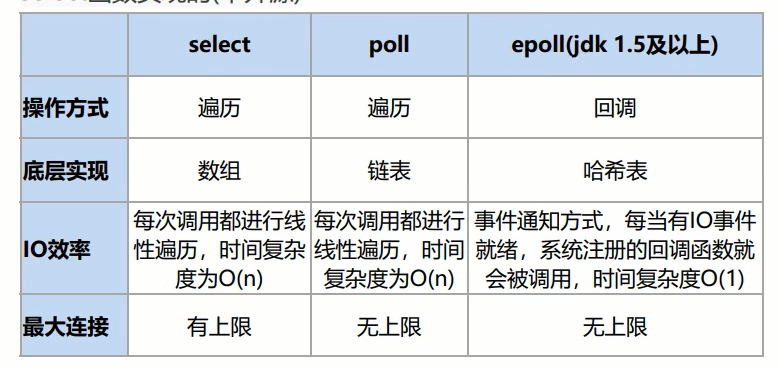 select poll epoll(jdk 1.5及以上)
操作方式 遍历 遍历 回调
底层实现 数组 链表 哈希表
IO效率
每次调用都进行线
性遍历，时间复杂
度为O(n)
每次调用都进行
线性遍历，时间
复杂度为O(n)
事件通知方式，每当有IO事件
就绪，系统注册的回调函数就
会被调用，时间复杂度O(1)
最大连接 有上限 无上限 无上限